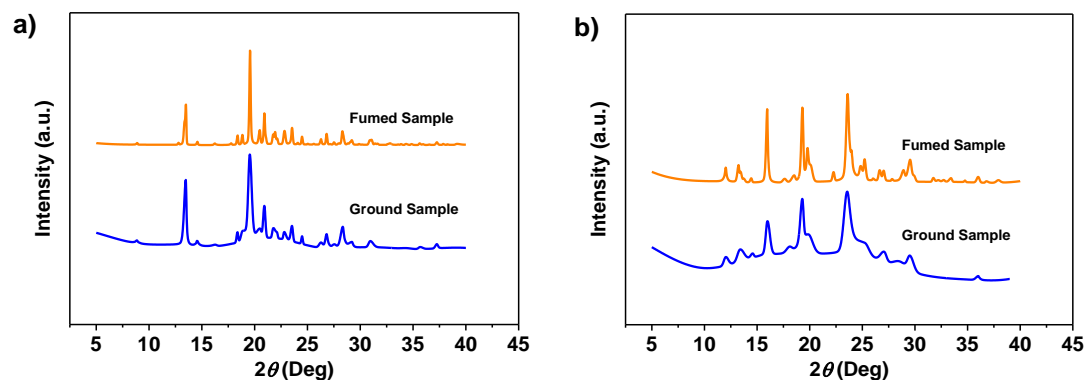 a)
Intensity (a.u.)
Fumed Sample
Ground Sample
5 10 15 20 25 30 35 40 45
2θ (Deg)
b)
Intensity (a.u.)
Fumed Sample
Ground Sample
5 10 15 20 25 30 35 40 45
2θ (Deg)